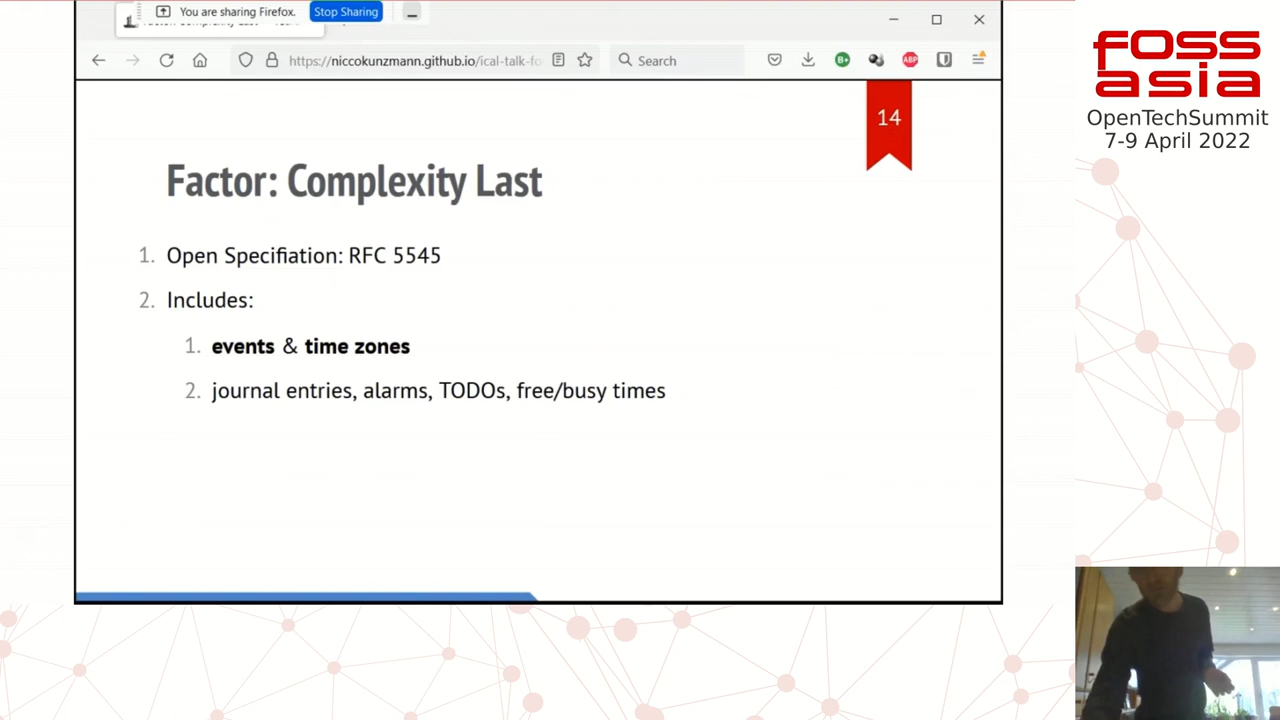 You are sharing Firefox.
Stop Sharing
https://niccokunzmann.github.io/ical-talk-fo
Search
ABP
14
Factor: Complexity Last
1. Open Specifiation: RFC 5545
2. Includes:
1. events & time zones
2. journal entries, alarms, TODOs, free/busy times
FOSS
asia
OpenTechSummit
7-9 April 2022